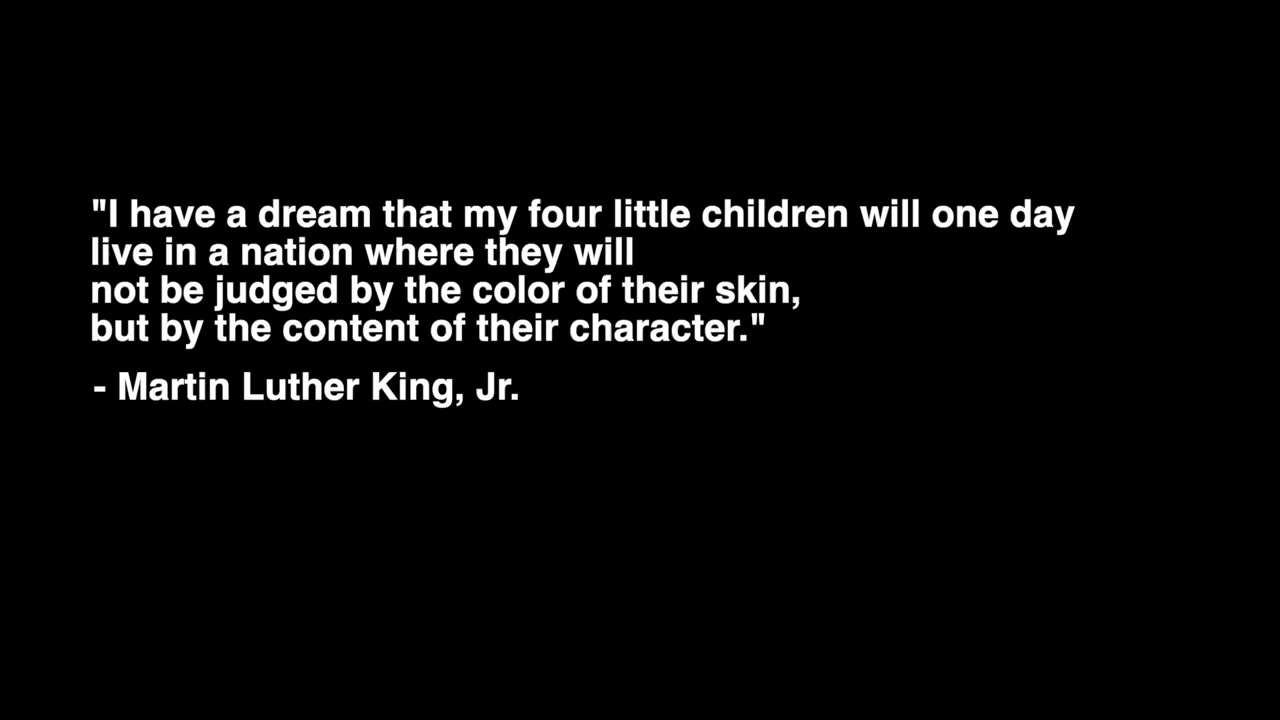 "I have a dream that my four little children will one day
live in a nation where they will
not be judged by the color of their skin,
but by the content of their character."
- Martin Luther King, Jr.